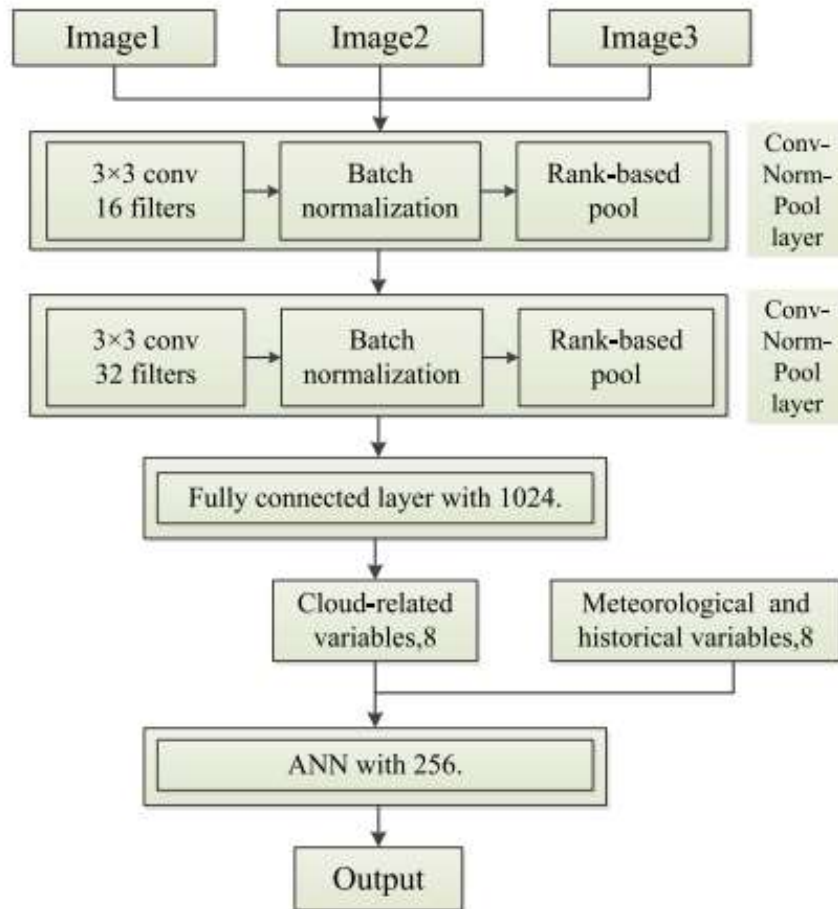 Image1
Image2
Image3
3×3 conv
16 filters
Batch
normalization
Rank-based
pool
Conv-
Norm-
Pool
layer
3×3 conv
32 filters
Batch
normalization
Rank-based
pool
Conv-
Norm-
Pool
layer
Fully connected layer with 1024.
Cloud-related
variables,8
Meteorological and
historical variables,8
ANN with 256.
Output